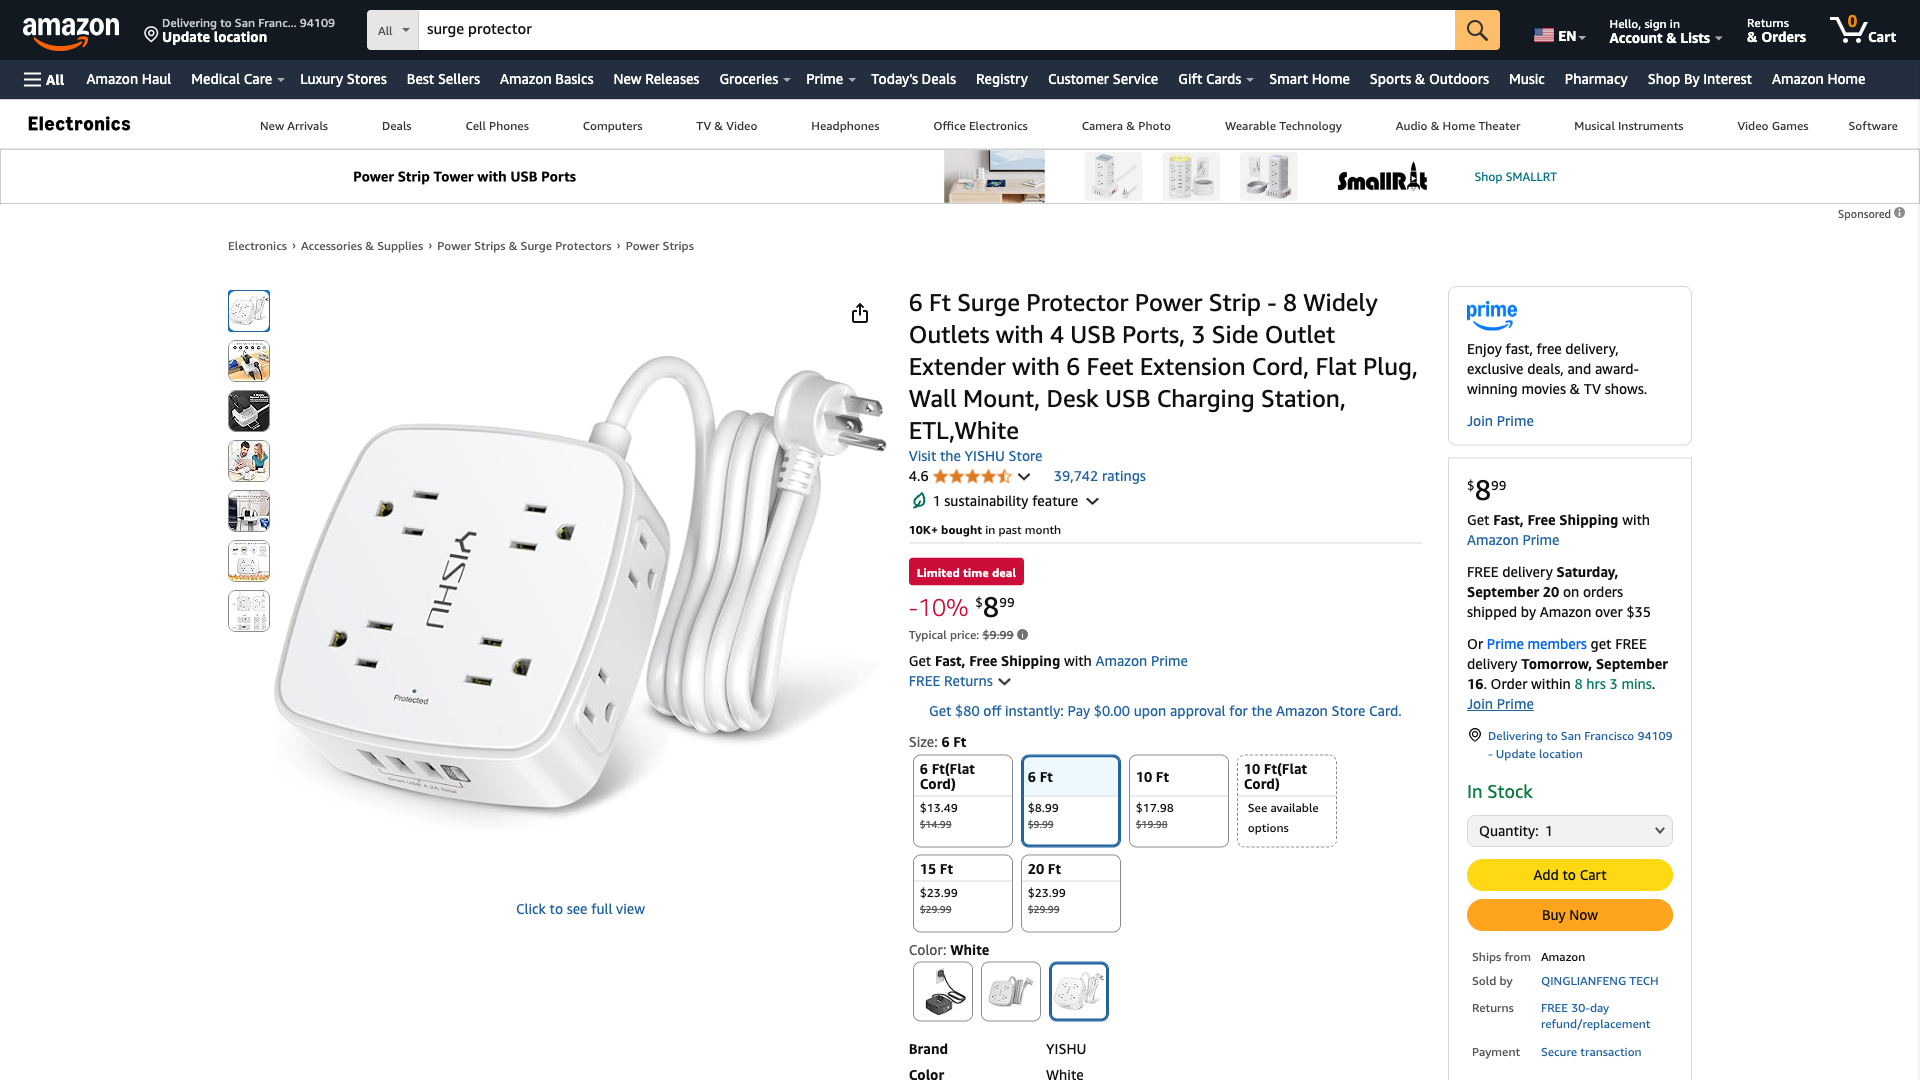 amazon
Delivering to San Franc... 94109
Update location
All
surge protector
EN
Hello, sign in
Account & Lists
Returns
& Orders
0
Cart
All
Amazon Haul
Medical Care
Luxury Stores
Best Sellers
Amazon Basics
New Releases
Groceries
Prime
Today's Deals
Registry
Customer Service
Gift Cards
Smart Home
Sports & Outdoors
Music
Pharmacy
Shop By Interest
Amazon Home
Electronics
New Arrivals
Deals
Cell Phones
Computers
TV & Video
Headphones
Office Electronics
Camera & Photo
Wearable Technology
Audio & Home Theater
Musical Instruments
Video Games
Software
Power Strip Tower with USB Ports
SmallRt
Shop SMALLRT
Sponsored
Electronics › Accessories & Supplies › Power Strips & Surge Protectors › Power Strips
YISHU
Protected
Smart USB 4.2A total
Click to see full view
6 Ft Surge Protector Power Strip - 8 Widely
Outlets with 4 USB Ports, 3 Side Outlet
Extender with 6 Feet Extension Cord, Flat Plug,
Wall Mount, Desk USB Charging Station,
ETL,White
Visit the YISHU Store
4.6
39,742 ratings
1 sustainability feature
10K+ bought in past month
Limited time deal
-10% $899
Typical price: $9.99
Get Fast, Free Shipping with Amazon Prime
FREE Returns
Get $80 off instantly: Pay $0.00 upon approval for the Amazon Store Card.
Size: 6 Ft
6 Ft(Flat
Cord)
$13.49
$14.99
6 Ft
$8.99
$9.99
10 Ft
$17.98
$19.98
10 Ft(Flat
Cord)
See available
options
15 Ft
$23.99
$29.99
20 Ft
$23.99
$29.99
Color: White
Brand
YISHU
Color
White
prime
Enjoy fast, free delivery,
exclusive deals, and award-
winning movies & TV shows.
Join Prime
$899
Get Fast, Free Shipping with
Amazon Prime
FREE delivery Saturday,
September 20 on orders
shipped by Amazon over $35
Or Prime members get FREE
delivery Tomorrow, September
16. Order within 8 hrs 3 mins.
Join Prime
Delivering to San Francisco 94109
- Update location
In Stock
Quantity: 1
Add to Cart
Buy Now
Ships from
Amazon
Sold by
QINGLIANFENG TECH
Returns
FREE 30-day
refund/replacement
Payment
Secure transaction